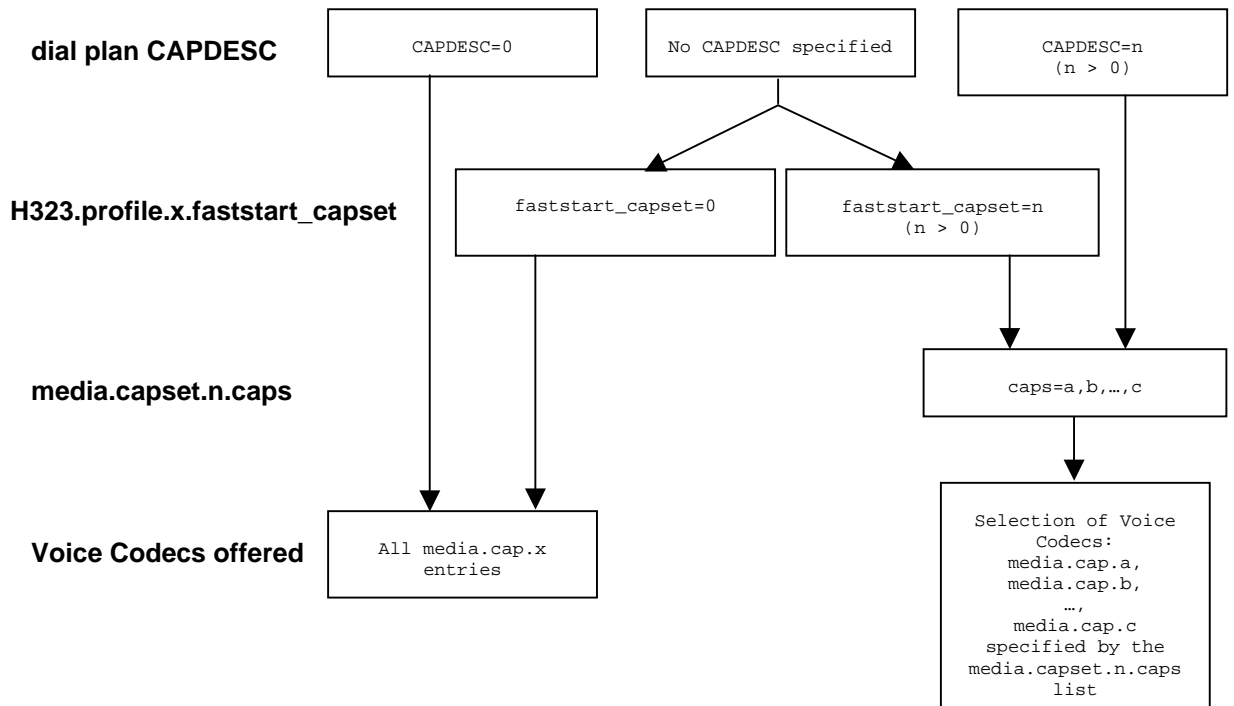 dial plan CAPDESC
CAPDESC=0
No CAPDESC specified
CAPDESC=n
(n > 0)
H323.profile.x.faststart_capset
faststart_capset=0
faststart_capset=n
(n > 0)
media.capset.n.caps
caps=a,b,…,c
Voice Codecs offered
All media.cap.x
entries
Selection of Voice
Codecs:
media.cap.a,
media.cap.b,
…,
media.cap.c
specified by the
media.capset.n.caps
list